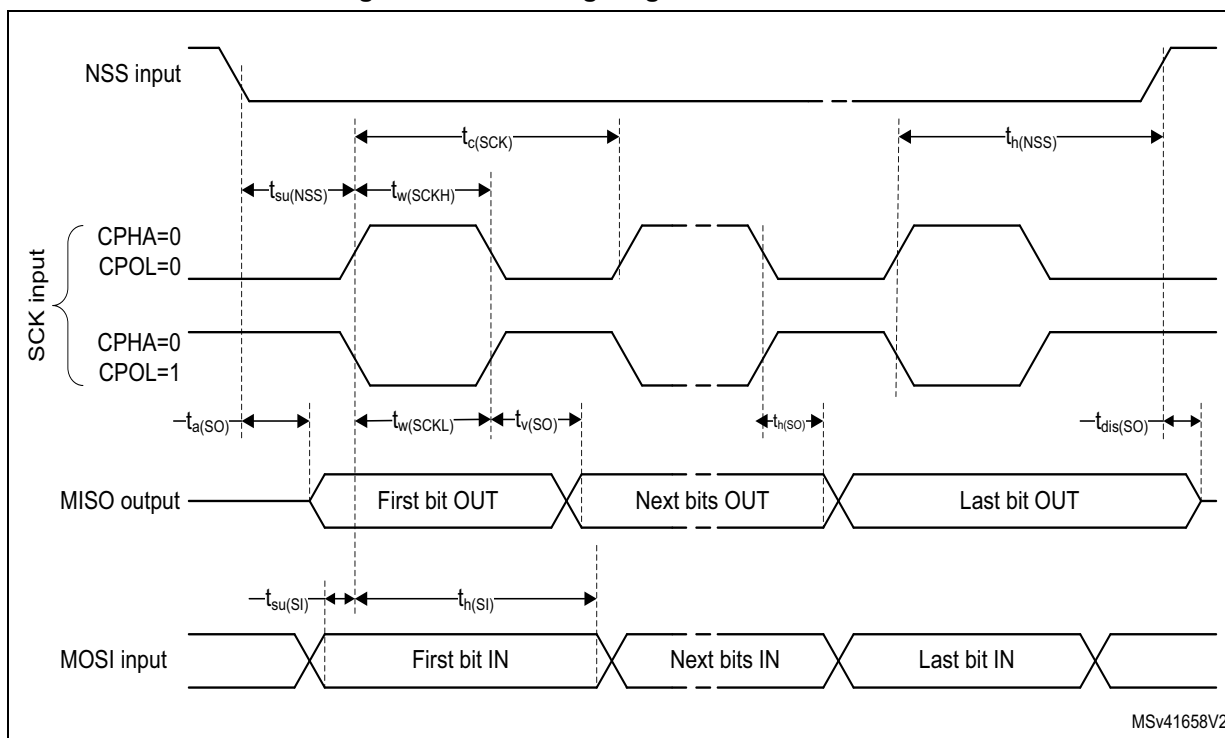 NSS input
tc(SCK)
th(NSS)
tsu(NSS)
tw(SCKH)
CPHA=0
CPOL=0
SCK input
CPHA=0
CPOL=1
ta(SO)
tw(SCKL)
tv(SO)
th(SO)
tdis(SO)
MISO output
First bit OUT
Next bits OUT
Last bit OUT
tsu(SI)
th(SI)
MOSI input
First bit IN
Next bits IN
Last bit IN
MSv41658V2